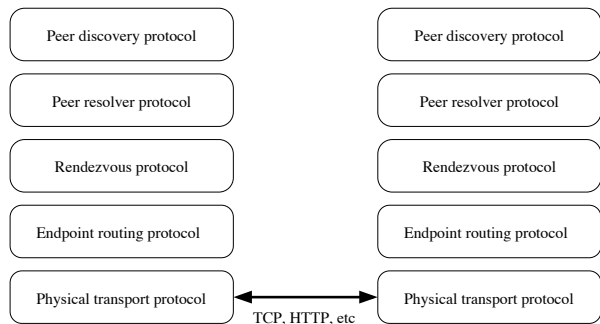 Peer discovery protocol
Peer discovery protocol
Peer resolver protocol
Peer resolver protocol
Rendezvous protocol
Rendezvous protocol
Endpoint routing protocol
Endpoint routing protocol
Physical transport protocol
Physical transport protocol
TCP, HTTP, etc